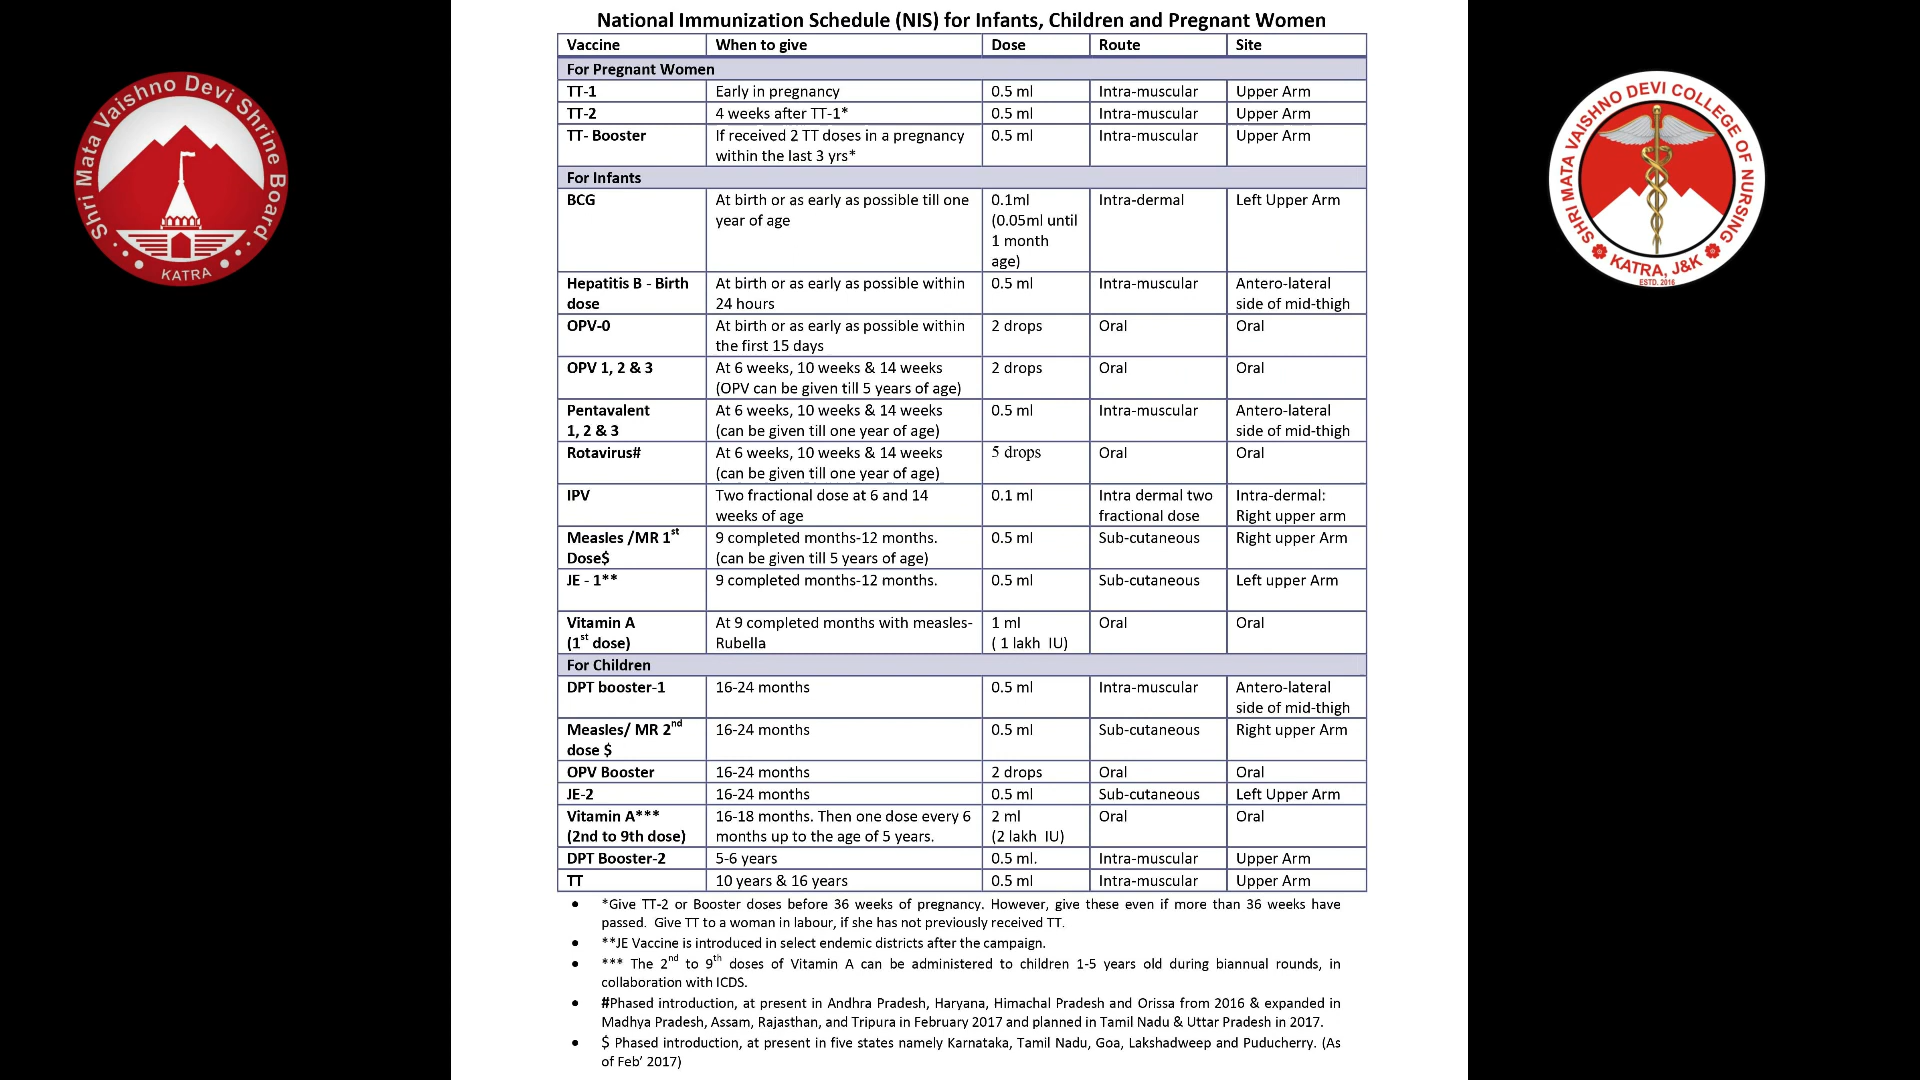 Shri Mata Vaishno Devi Shrine Board
KATRA
National Immunization Schedule (NIS) for Infants, Children and Pregnant Women
Vaccine When to give Dose Route Site
For Pregnant Women
TT-1 Early in pregnancy 0.5 ml Intra-muscular Upper Arm
TT-2 4 weeks after TT-1* 0.5 ml Intra-muscular Upper Arm
TT- Booster If received 2 TT doses in a pregnancy 0.5 ml Intra-muscular Upper Arm
within the last 3 yrs*
For Infants
BCG At birth or as early as possible till one 0.1ml Intra-dermal Left Upper Arm
year of age (0.05ml until
1 month
age)
Hepatitis B - Birth At birth or as early as possible within 0.5 ml Intra-muscular Antero-lateral
dose 24 hours side of mid-thigh
OPV-0 At birth or as early as possible within 2 drops Oral Oral
the first 15 days
OPV 1, 2 & 3 At 6 weeks, 10 weeks & 14 weeks 2 drops Oral Oral
(OPV can be given till 5 years of age)
Pentavalent At 6 weeks, 10 weeks & 14 weeks 0.5 ml Intra-muscular Antero-lateral
1, 2 & 3 (can be given till one year of age) side of mid-thigh
Rotavirus# At 6 weeks, 10 weeks & 14 weeks 5 drops Oral Oral
(can be given till one year of age)
IPV Two fractional dose at 6 and 14 0.1 ml Intra dermal two Intra-dermal:
weeks of age fractional dose Right upper arm
Measles /MR 1st 9 completed months-12 months. 0.5 ml Sub-cutaneous Right upper Arm
Dose$ (can be given till 5 years of age)
JE - 1** 9 completed months-12 months. 0.5 ml Sub-cutaneous Left upper Arm
Vitamin A At 9 completed months with measles- 1 ml Oral Oral
(1st dose) Rubella ( 1 lakh IU)
For Children
DPT booster-1 16-24 months 0.5 ml Intra-muscular Antero-lateral
side of mid-thigh
Measles/ MR 2nd 16-24 months 0.5 ml Sub-cutaneous Right upper Arm
dose $
OPV Booster 16-24 months 2 drops Oral Oral
JE-2 16-24 months 0.5 ml Sub-cutaneous Left Upper Arm
Vitamin A*** 16-18 months. Then one dose every 6 2 ml Oral Oral
(2nd to 9th dose) months up to the age of 5 years. (2 lakh IU)
DPT Booster-2 5-6 years 0.5 ml. Intra-muscular Upper Arm
TT 10 years & 16 years 0.5 ml Intra-muscular Upper Arm
• *Give TT-2 or Booster doses before 36 weeks of pregnancy. However, give these even if more than 36 weeks have
passed. Give TT to a woman in labour, if she has not previously received TT.
• **JE Vaccine is introduced in select endemic districts after the campaign.
• *** The 2nd to 9th doses of Vitamin A can be administered to children 1-5 years old during biannual rounds, in
collaboration with ICDS.
• #Phased introduction, at present in Andhra Pradesh, Haryana, Himachal Pradesh and Orissa from 2016 & expanded in
Madhya Pradesh, Assam, Rajasthan, and Tripura in February 2017 and planned in Tamil Nadu & Uttar Pradesh in 2017.
• $ Phased introduction, at present in five states namely Karnataka, Tamil Nadu, Goa, Lakshadweep and Puducherry. (As
of Feb' 2017)
SHRI MATA VAISHNO DEVI COLLEGE OF NURSING
KATRA, J&K
ESTD. 2016